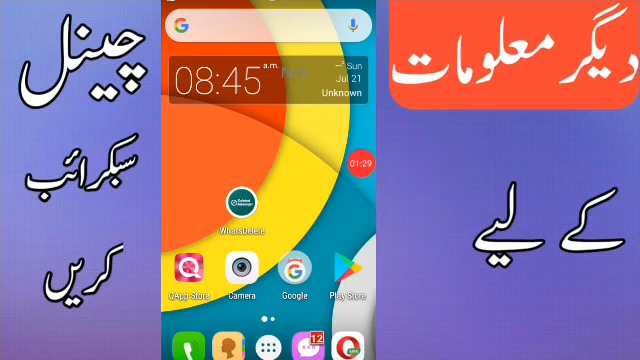 چینل
سبکرائب
کریں
دیگر معلومات
کے لیے
08:45 a.m.
N/A
--° Sun
Jul 21
Unknown
01:29
WhatsDelete
QApp Store
Camera
Google
Play Store
12